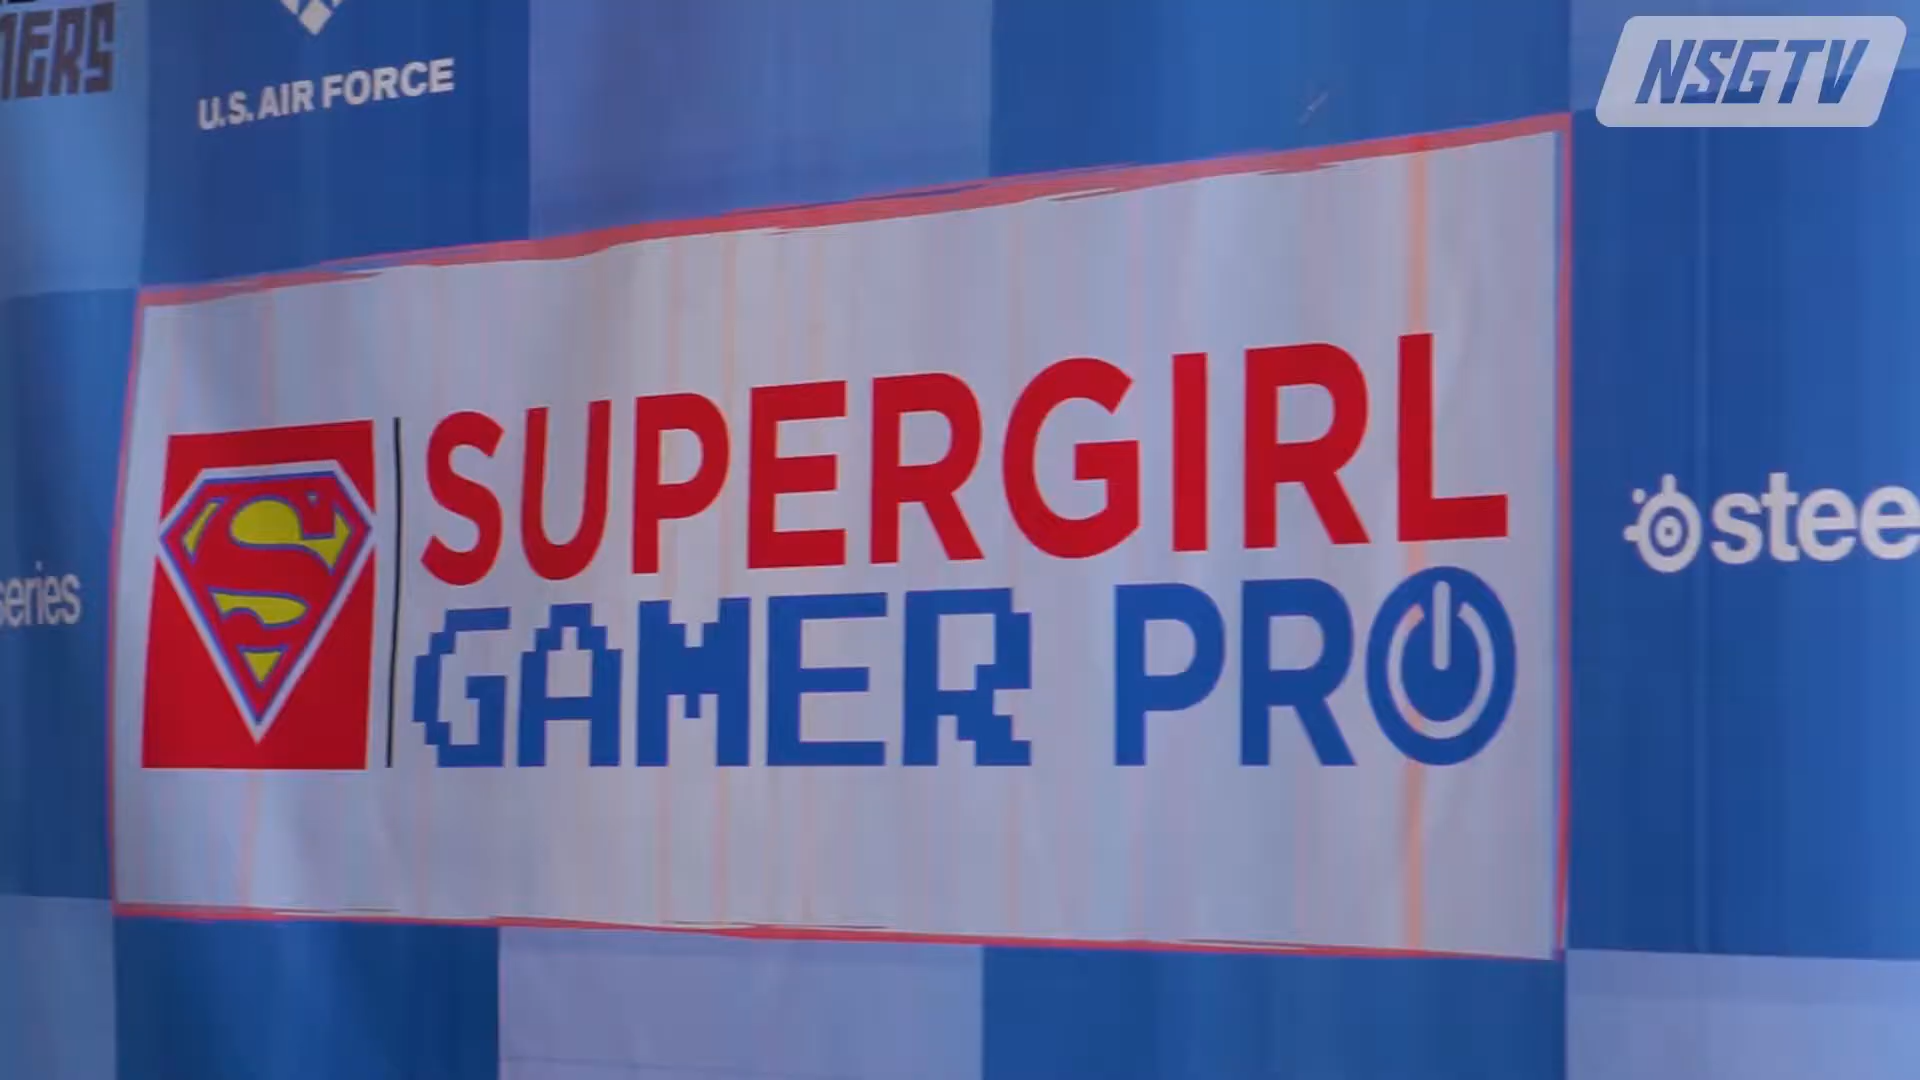 NSGTV
U.S. AIR FORCE
SUPERGIRL
GAMER PRO
series
stee